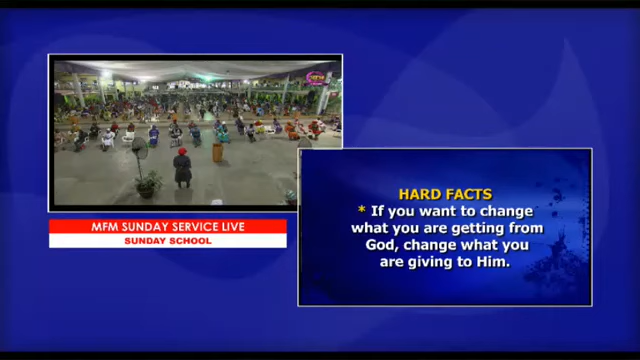 MFM SUNDAY SERVICE LIVE
SUNDAY SCHOOL
HARD FACTS
* If you want to change
what you are getting from
God, change what you
are giving to Him.